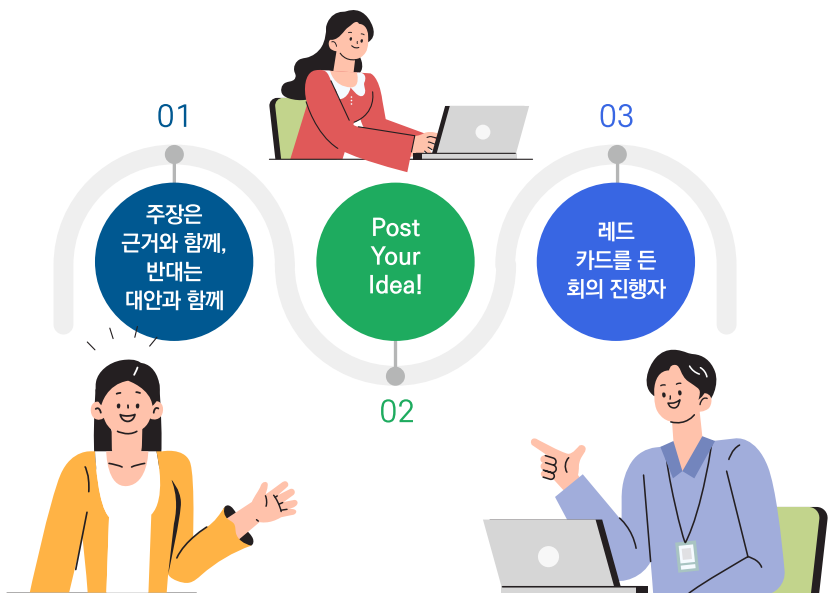 01
주장은
근거와 함께,
반대는
대안과 함께
Post
Your
Idea!
02
03
레드
카드를 든
회의 진행자